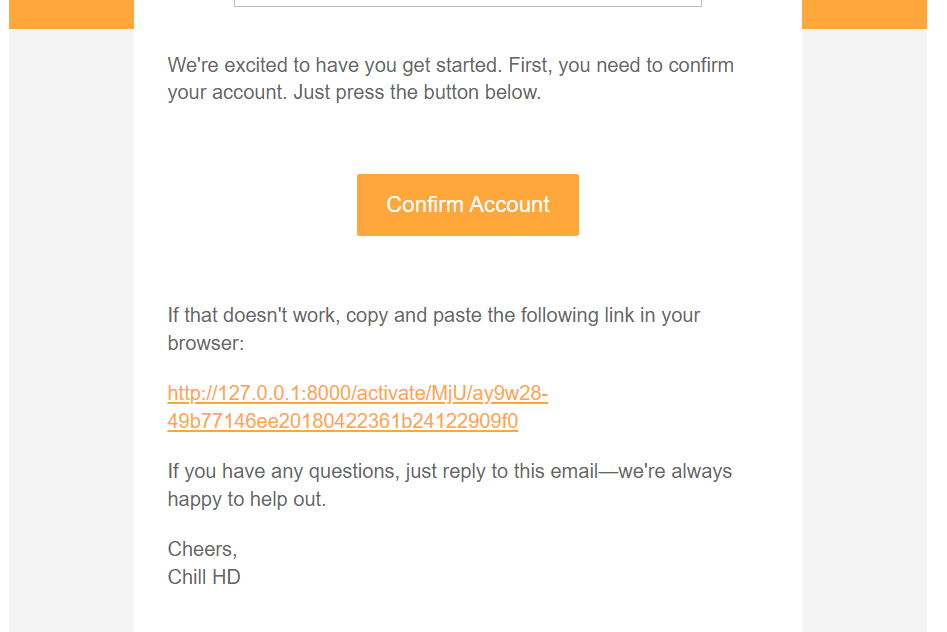 We're excited to have you get started. First, you need to confirm
your account. Just press the button below.
Confirm Account
If that doesn't work, copy and paste the following link in your
browser:
http://127.0.0.1:8000/activate/MjU/ay9w28-
49b77146ee20180422361b24122909f0
If you have any questions, just reply to this email—we're always
happy to help out.
Cheers,
Chill HD